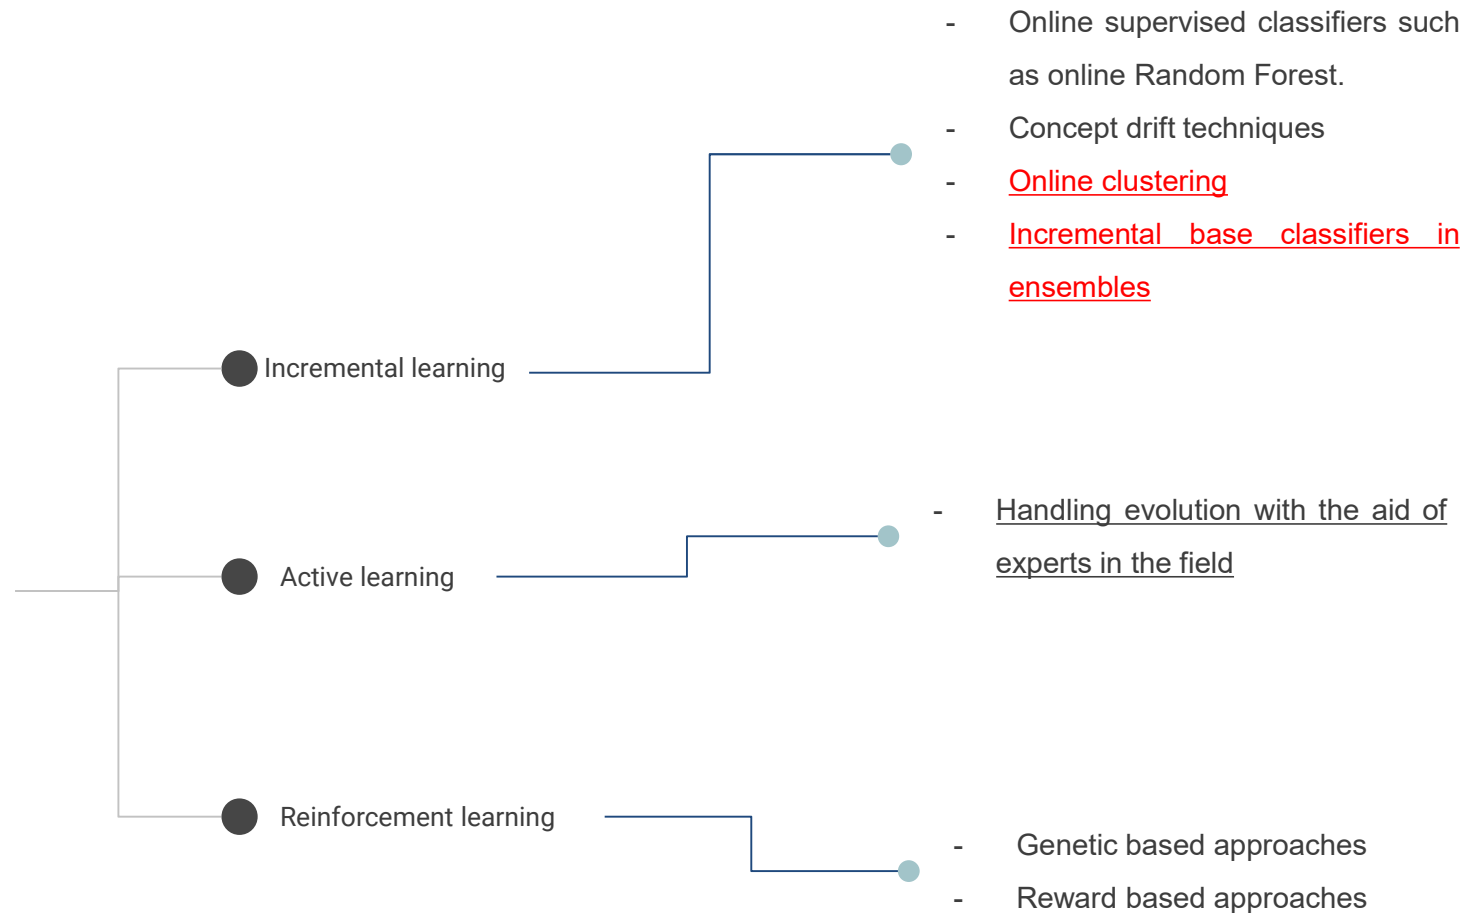 - Online supervised classifiers such
as online Random Forest.
- Concept drift techniques
- Online clustering
- Incremental base classifiers in
ensembles
Incremental learning
- Handling evolution with the aid of
experts in the field
Active learning
Reinforcement learning
- Genetic based approaches
- Reward based approaches